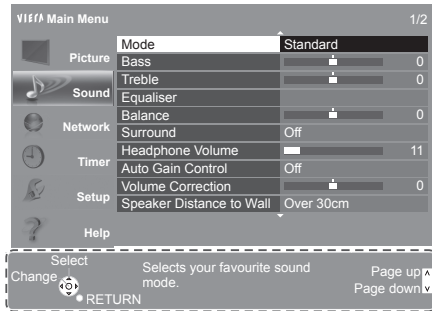 VIErA Main Menu 1/2
Picture
Sound
Network
Timer
Setup
Help
Mode Standard
Bass 0
Treble 0
Equaliser
Balance 0
Surround Off
Headphone Volume 11
Auto Gain Control Off
Volume Correction 0
Speaker Distance to Wall Over 30cm
Select
Change
RETURN
Selects your favourite sound
mode.
Page up
Page down